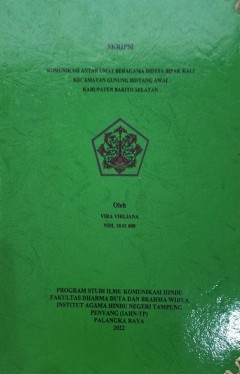 SKRIPSI
KOMUNIKASI ANTAR UMAT BERAGAMA DIDESA BIPAK KALI
KECAMATAN GUNUNG BINTANG AWAI
KABUPATEN BARITO SELATAN
Oleh
VIRA VIRLIANA
NIM.
PROGRAM STUDI ILMU KOMUNIKASI HINDU
FAKULTAS DHARMA DUTA DAN BRAHMA WIDYA
INSTITUT AGAMA HINDU NEGERI TAMPUNG
PENYANG (IAHN-TP)
PALANGKA RAYA
2022